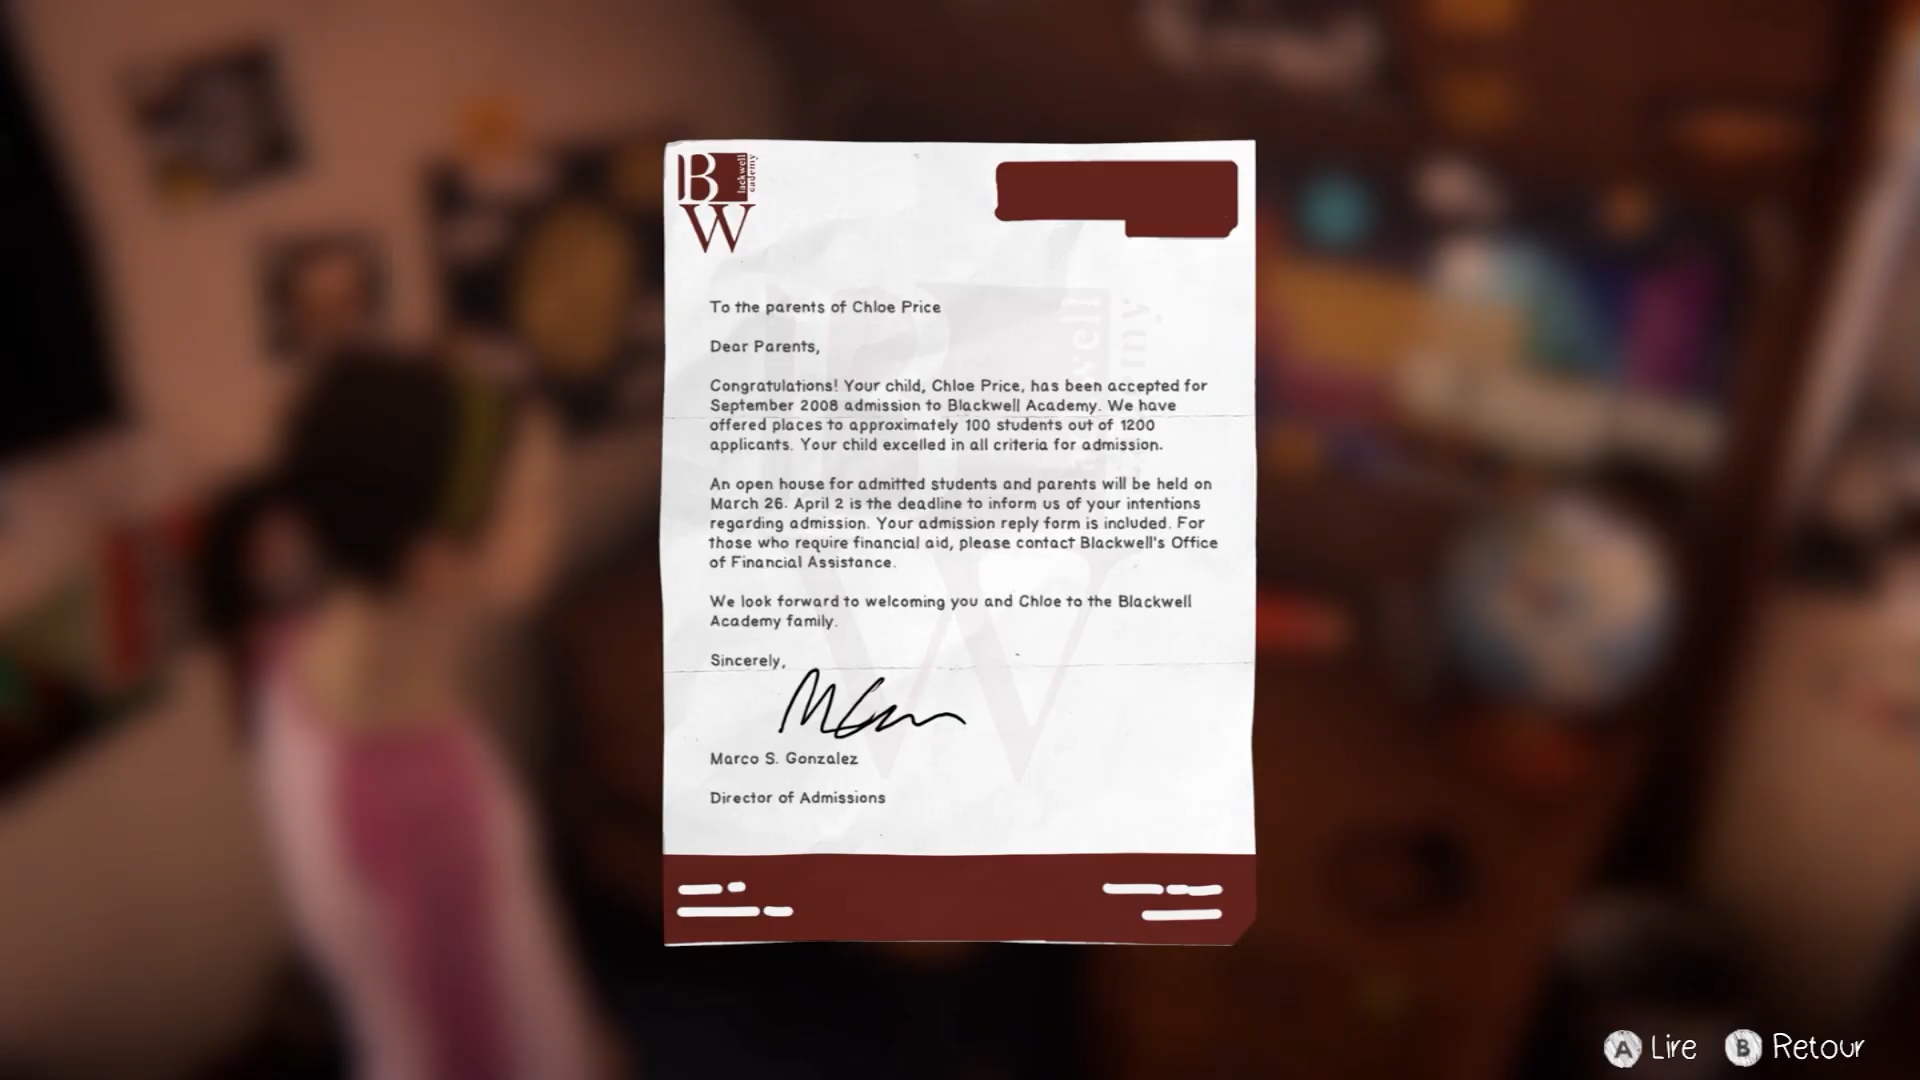 B lackwell cademy
W
To the parents of Chloe Price
Dear Parents,
Congratulations! Your child, Chloe Price, has been accepted for
September 2008 admission to Blackwell Academy. We have
offered places to approximately 100 students out of 1200
applicants. Your child excelled in all criteria for admission.
An open house for admitted students and parents will be held on
March 26. April 2 is the deadline to inform us of your intentions
regarding admission. Your admission reply form is included. For
those who require financial aid, please contact Blackwell's Office
of Financial Assistance.
We look forward to welcoming you and Chloe to the Blackwell
Academy family.
Sincerely,
Marco S. Gonzalez
Director of Admissions
A Lire B Retour